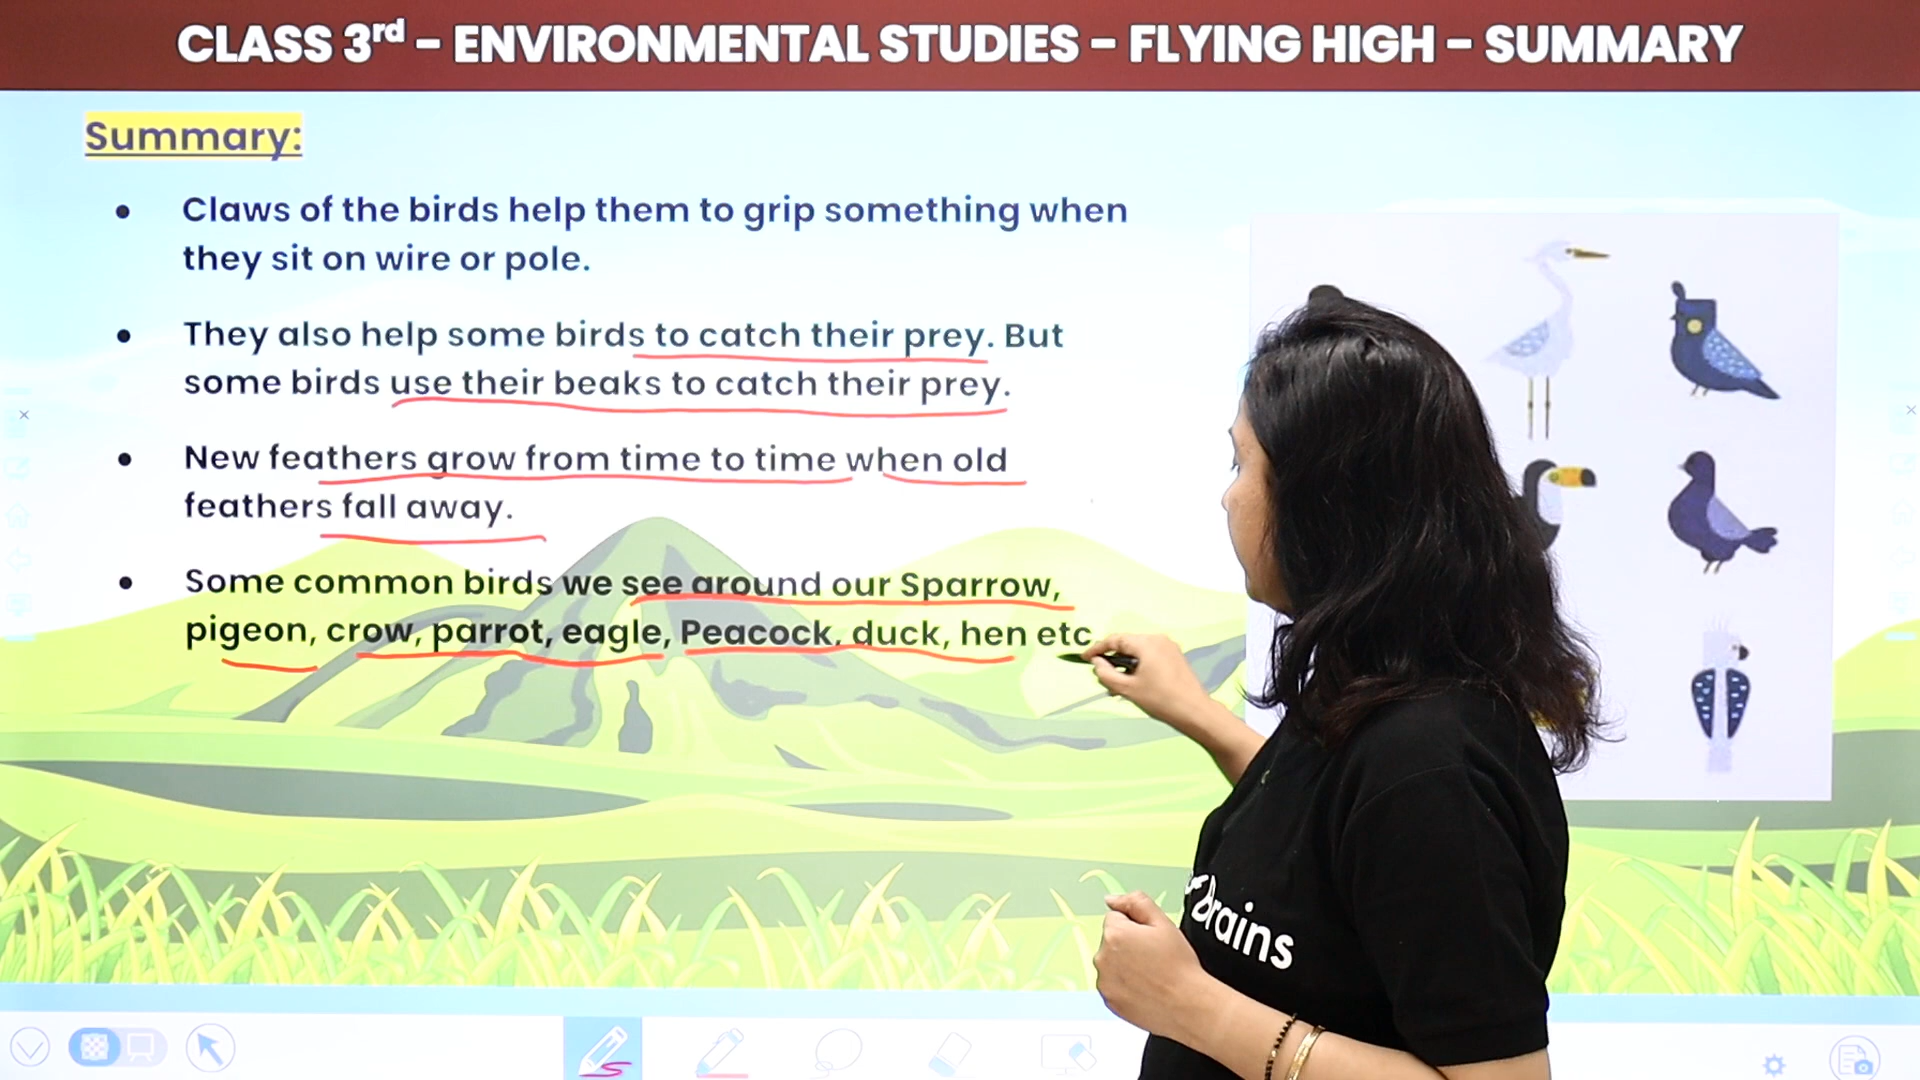 CLASS 3rd – ENVIRONMENTAL STUDIES – FLYING HIGH – SUMMARY
Summary:
• Claws of the birds help them to grip something when
they sit on wire or pole.
• They also help some birds to catch their prey. But
some birds use their beaks to catch their prey.
• New feathers grow from time to time when old
feathers fall away.
• Some common birds we see around our Sparrow,
pigeon, crow, parrot, eagle, Peacock, duck, hen etc
Brains